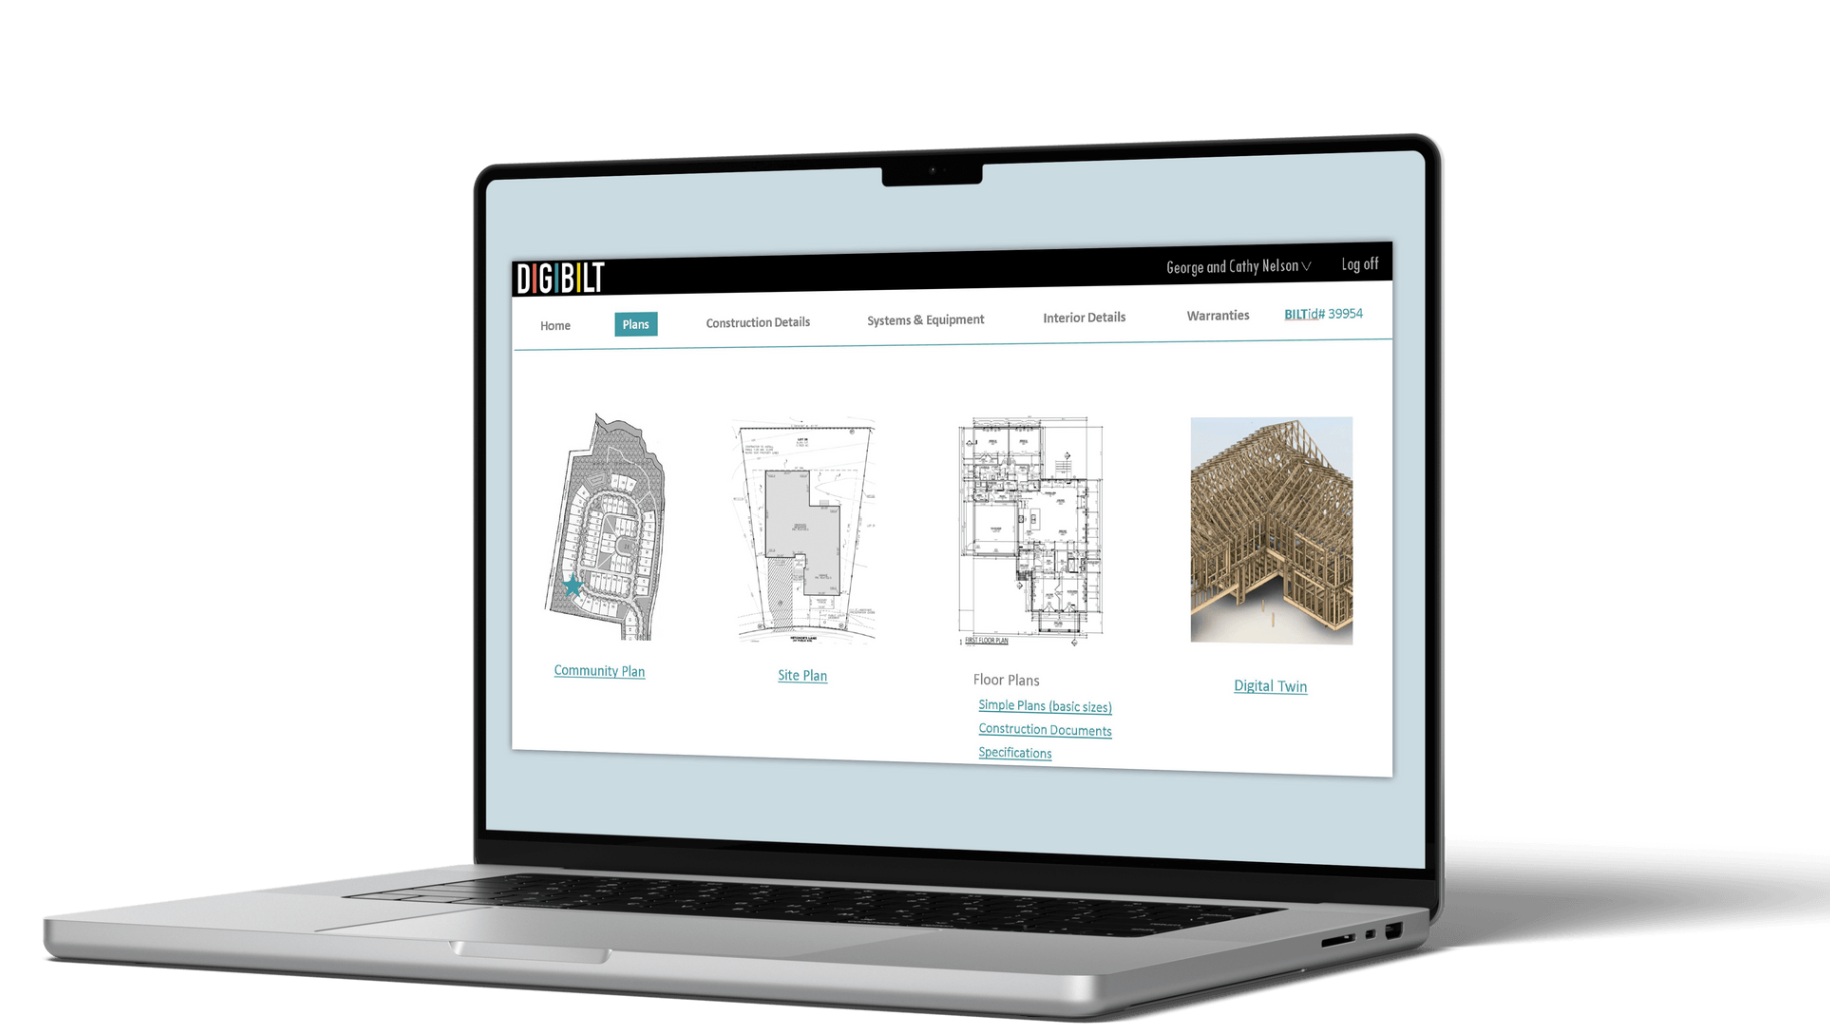 DIGIBILT
George and Cathy Nelson
Log off
Home
Plans
Construction Details
Systems & Equipment
Interior Details
Warranties
BILTid# 39954
FIRST FLOOR PLAN
Community Plan
Site Plan
Floor Plans
Simple Plans (basic sizes)
Construction Documents
Specifications
Digital Twin